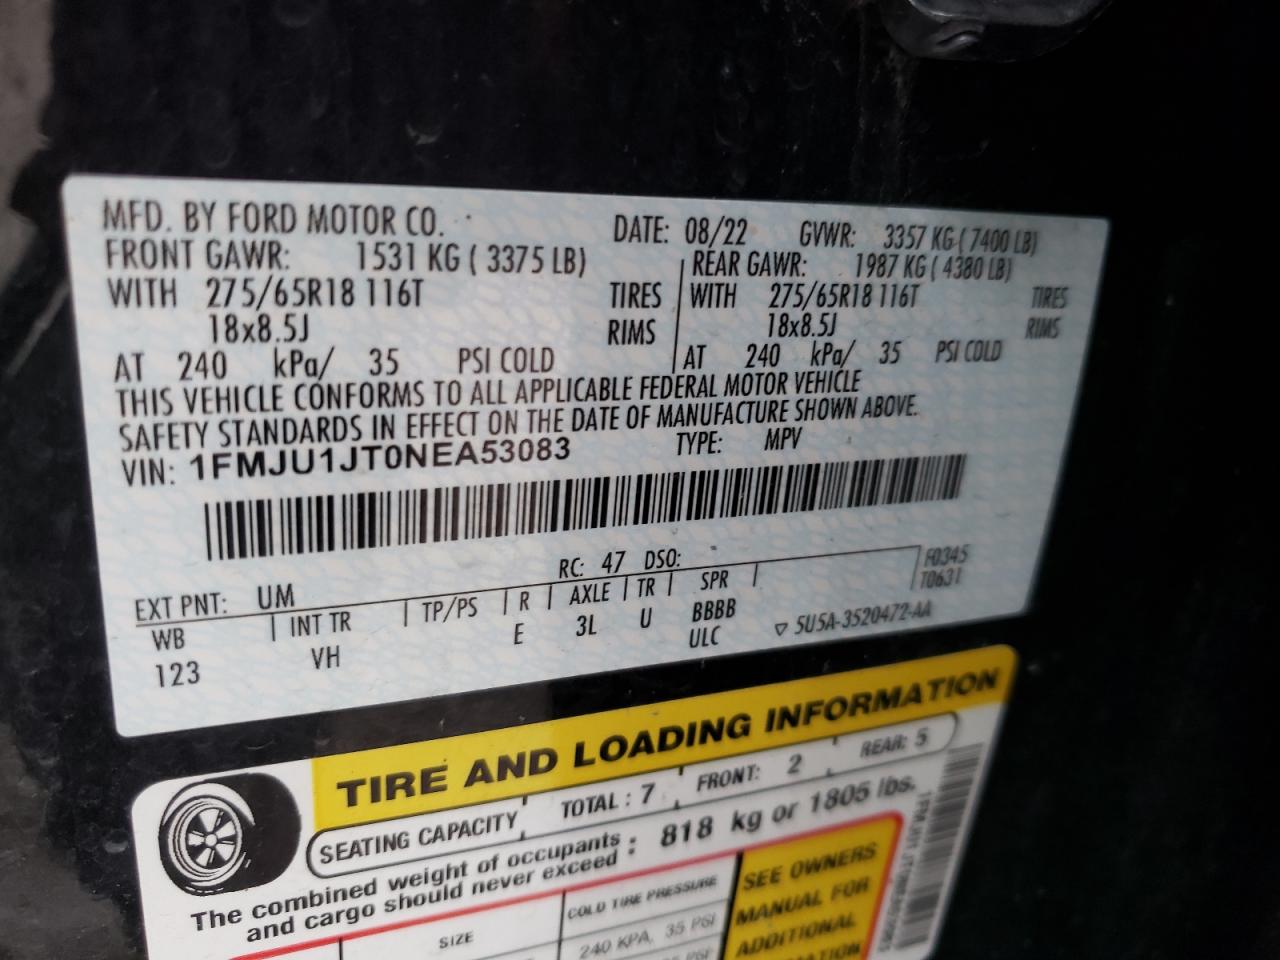 MFD. BY FORD MOTOR CO. DATE: 08/22 GVWR: 3357 KG ( 7400 LB)
FRONT GAWR: 1531 KG ( 3375 LB) REAR GAWR: 1987 KG ( 4380 LB)
WITH 275/65R18 116T TIRES WITH 275/65R18 116T TIRES
18x8.5J RIMS 18x8.5J RIMS
AT 240 kPa/ 35 PSI COLD AT 240 kPa/ 35 PSI COLD
THIS VEHICLE CONFORMS TO ALL APPLICABLE FEDERAL MOTOR VEHICLE
SAFETY STANDARDS IN EFFECT ON THE DATE OF MANUFACTURE SHOWN ABOVE.
VIN: 1FMJU1JT0NEA53083 TYPE: MPV
EXT PNT: UM RC: 47 DSO: F0345
T0631
WB INT TR TP/PS R AXLE TR SPR
123 VH E 3L U BBBB
ULC 5U5A-3520472-AA
TIRE AND LOADING INFORMATION
SEATING CAPACITY TOTAL : 7 FRONT: 2 REAR: 5
The combined weight of occupants
and cargo should never exceed : 818 kg or 1805 lbs.
SIZE COLD TIRE PRESSURE
240 KPA, 35 PSI
SEE OWNERS
MANUAL FOR
ADDITIONAL